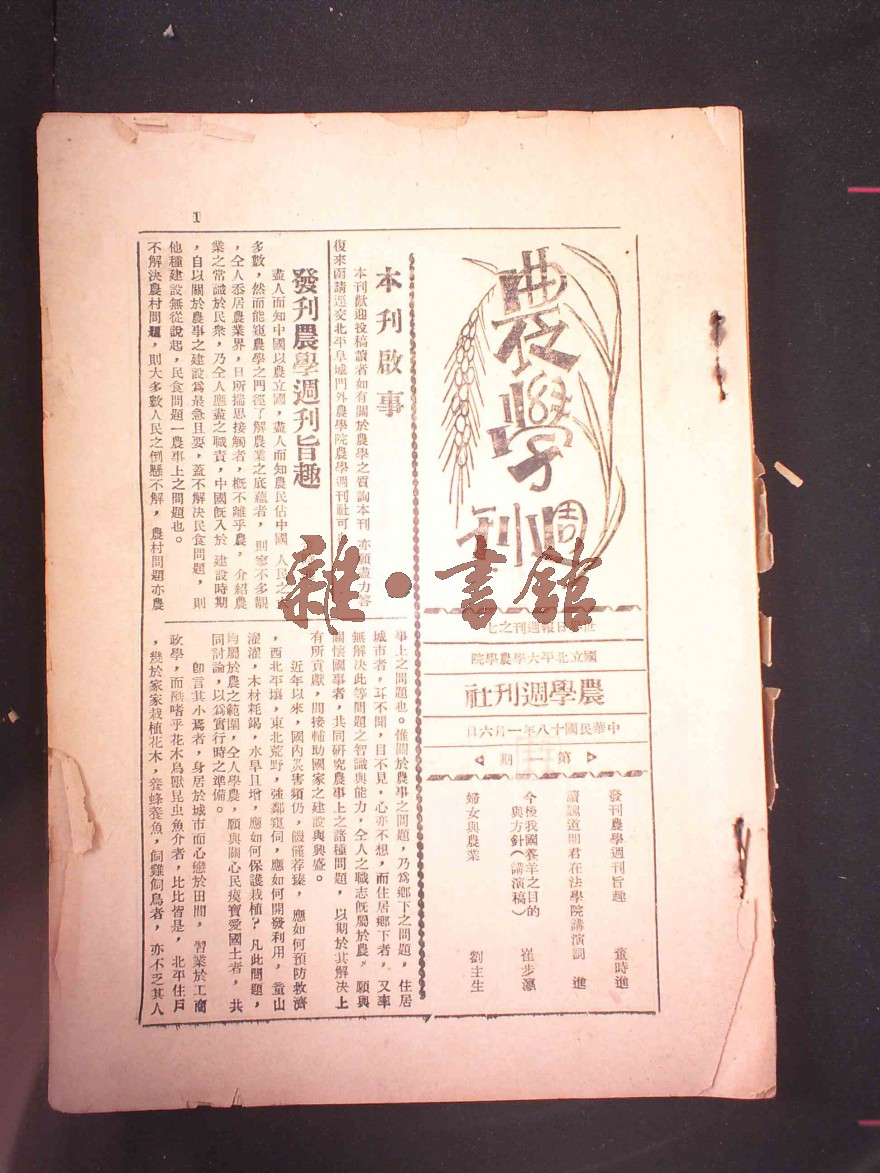 1
農學
周刊
世界日報週刊之七
國立北平大學農學院
農學週刊社
中華民國十八年一月六日
第一期
發刊農學週刊旨趣 董時進
讀魏道明君在法學院講演詞 進
今後我國養羊之目的
與方針(講演稿) 崔步瀛
婦女與農業 劉主生
本刊啟事
本刊歡迎投稿讀者如有關於農學之質詢本刊亦願盡力答
復來函請逕交北平阜城門外農學院農學週刊社可
發刊農學週刊旨趣
盡人而知中國以農立國,盡人而知農民佔中國人民之
多數,然而能窺農學之門徑了解農業之底蘊者,則寥不多覯
,仝人忝居農業界,日所揣思接觸者,概不離乎農,介紹農
業之常識於民衆,乃仝人應盡之職責,中國旣入於建設時期
,自以關於農事之建設爲最急且要,蓋不解決民食問題,則
他種建設無從說起,民食問題一農事上之問題也。
不解決農村問題,則大多數人民之倒懸不解,農村問題亦農
事上之問題也。惟關於農事之問題,乃爲鄉下之問題,住居
城市者,耳不聞,目不見,心亦不想,而住居鄉下者,又率
無解決此等問題之智識與能力,仝人之職志旣屬於農,願與
關懷國事者,共同研究農事上之諸種問題,以期於其解決上
有所貢獻,間接輔助國家之建設與興盛。
近年以來,國內災害頻仍,饑饉荐臻,應如何預防救濟
,西北平壤,東北荒野,強鄰窺伺,應如何開發利用,童山
濯濯,木材耗竭,水旱且增,應如何保護栽植?凡此問題,
均屬於農之範圍,仝人學農,願與關心民瘼寶愛國土者,共
同討論,以爲實行時之準備。
卽言其小焉者,身居於城市而心戀於田間,習業於工商
政學,而酷嗜乎花木鳥獸昆虫魚介者,比比皆是,北平住戶
,幾於家家栽植花木,養蜂養魚,飼雞飼鳥者,亦不乏其人
雜·書館